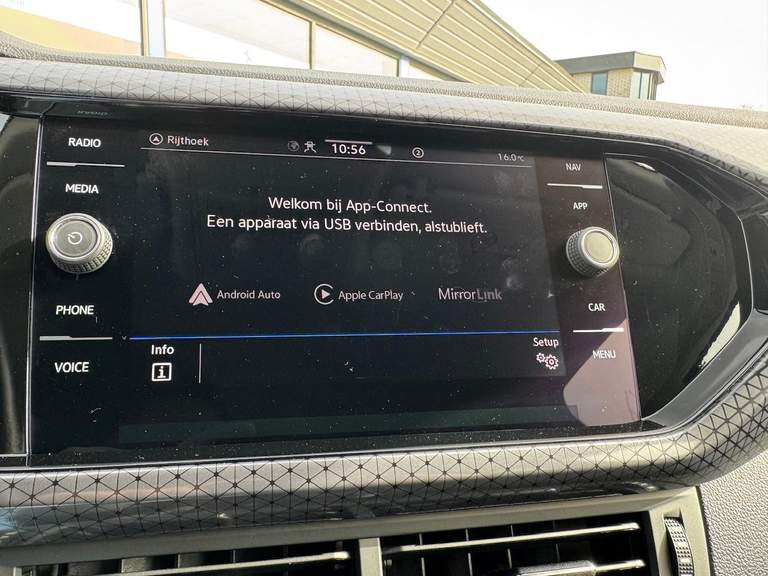 RADIO
MEDIA
PHONE
VOICE
Rijthoek
10:56
2
16.0°C
Welkom bij App-Connect.
Een apparaat via USB verbinden, alstublieft.
Android Auto
Apple CarPlay
MirrorLink
Info
i
Setup
NAV
APP
CAR
MENU